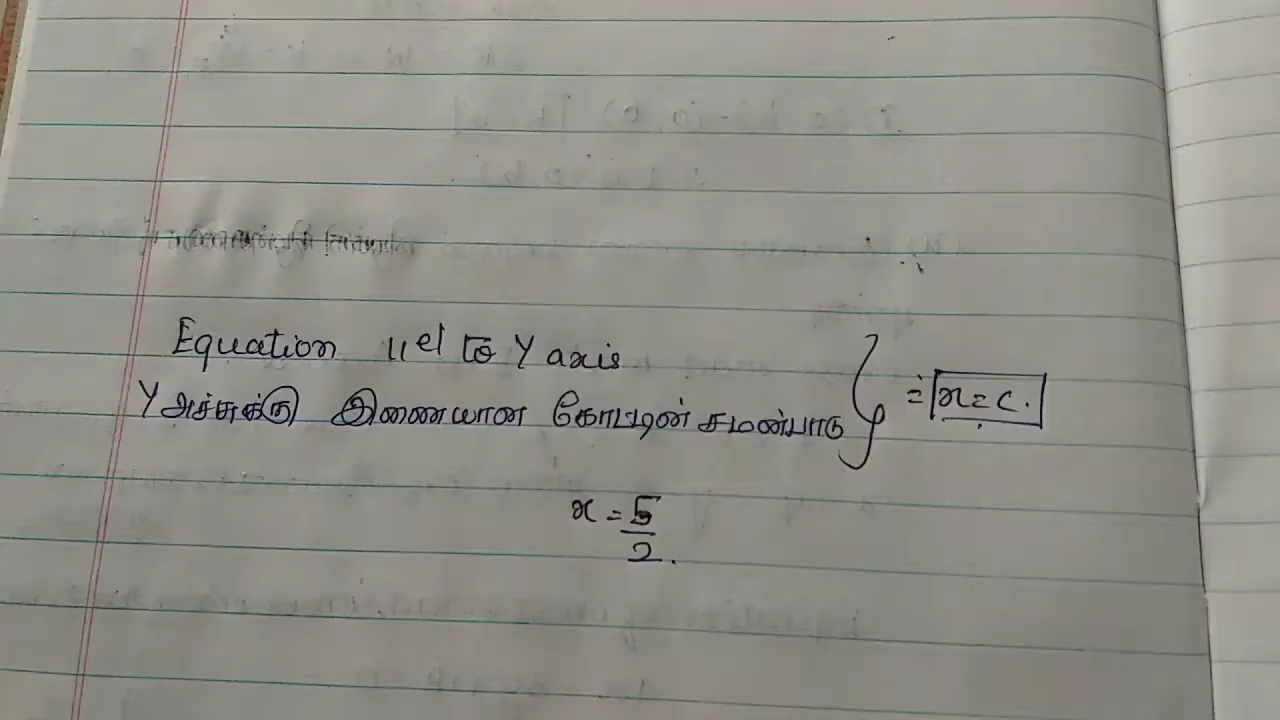 Equation ||el to Y axis
Y அச்சுக்கு இணையான கோட்டின் சமன்பாடு } = x = c.
x = 5/2.